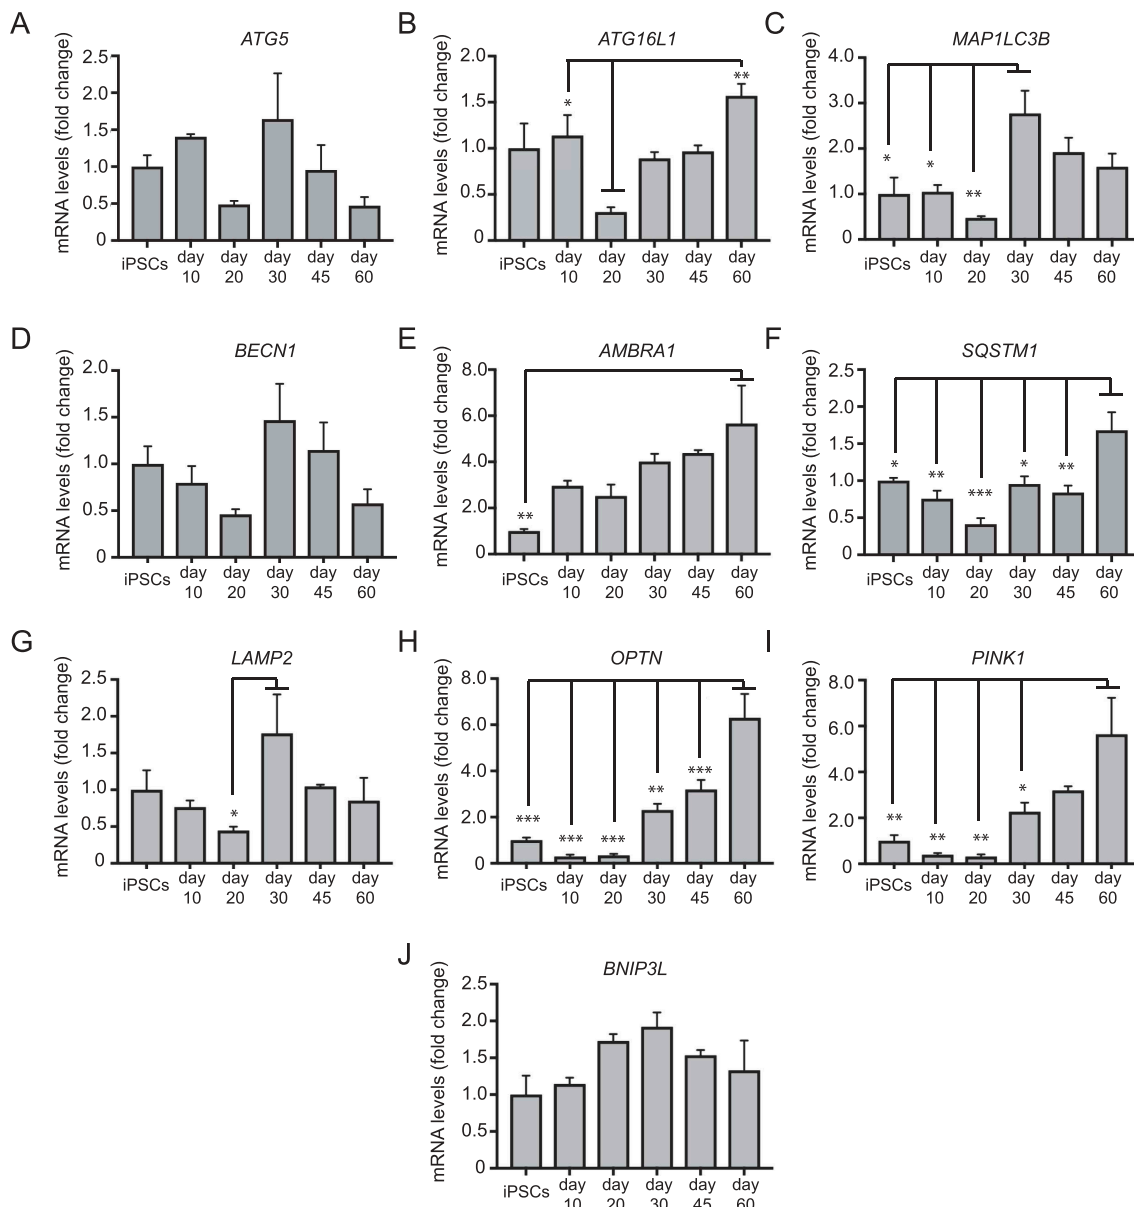 A
ATG5
mRNA levels (fold change)
2.5
2.0
1.5
1.0
0.5
0
iPSCs day 10 day 20 day 30 day 45 day 60
B
ATG16L1
mRNA levels (fold change)
2.0
1.5
1.0
0.5
0
* **
iPSCs day 10 day 20 day 30 day 45 day 60
C
MAP1LC3B
mRNA levels (fold change)
4.0
3.0
2.0
1.0
0
* * **
iPSCs day 10 day 20 day 30 day 45 day 60
D
BECN1
mRNA levels (fold change)
2.0
1.5
1.0
0.5
0
iPSCs day 10 day 20 day 30 day 45 day 60
E
AMBRA1
mRNA levels (fold change)
8.0
6.0
4.0
2.0
0
**
iPSCs day 10 day 20 day 30 day 45 day 60
F
SQSTM1
mRNA levels (fold change)
2.5
2.0
1.5
1.0
0.5
0
* ** *** * **
iPSCs day 10 day 20 day 30 day 45 day 60
G
LAMP2
mRNA levels (fold change)
2.5
2.0
1.5
1.0
0.5
0
*
iPSCs day 10 day 20 day 30 day 45 day 60
H
OPTN
mRNA levels (fold change)
8.0
6.0
4.0
2.0
0
*** *** *** ** ***
iPSCs day 10 day 20 day 30 day 45 day 60
I
PINK1
mRNA levels (fold change)
8.0
6.0
4.0
2.0
0
** ** ** *
iPSCs day 10 day 20 day 30 day 45 day 60
J
BNIP3L
mRNA levels (fold change)
2.5
2.0
1.5
1.0
0.5
0
iPSCs day 10 day 20 day 30 day 45 day 60